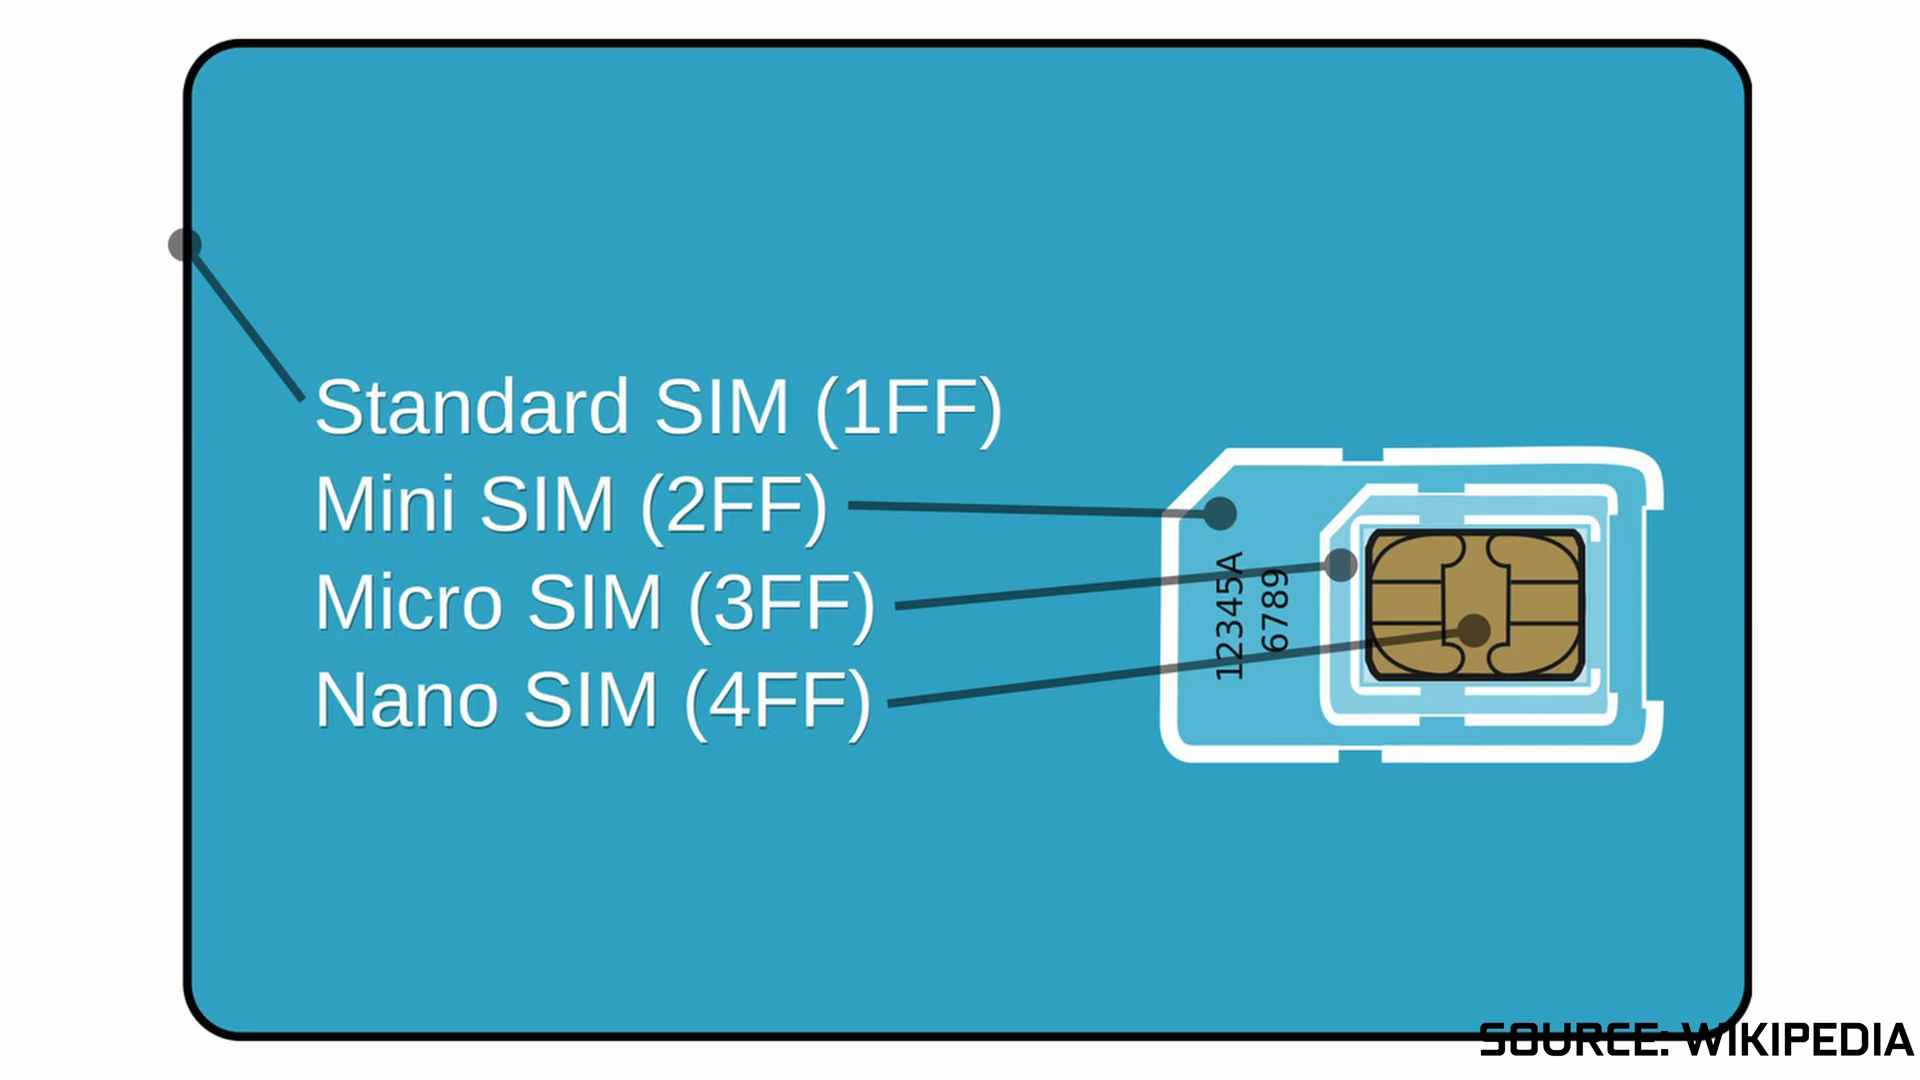 Standard SIM (1FF)
Mini SIM (2FF)
Micro SIM (3FF)
Nano SIM (4FF)
12345A
6789
SOURCE: WIKIPEDIA